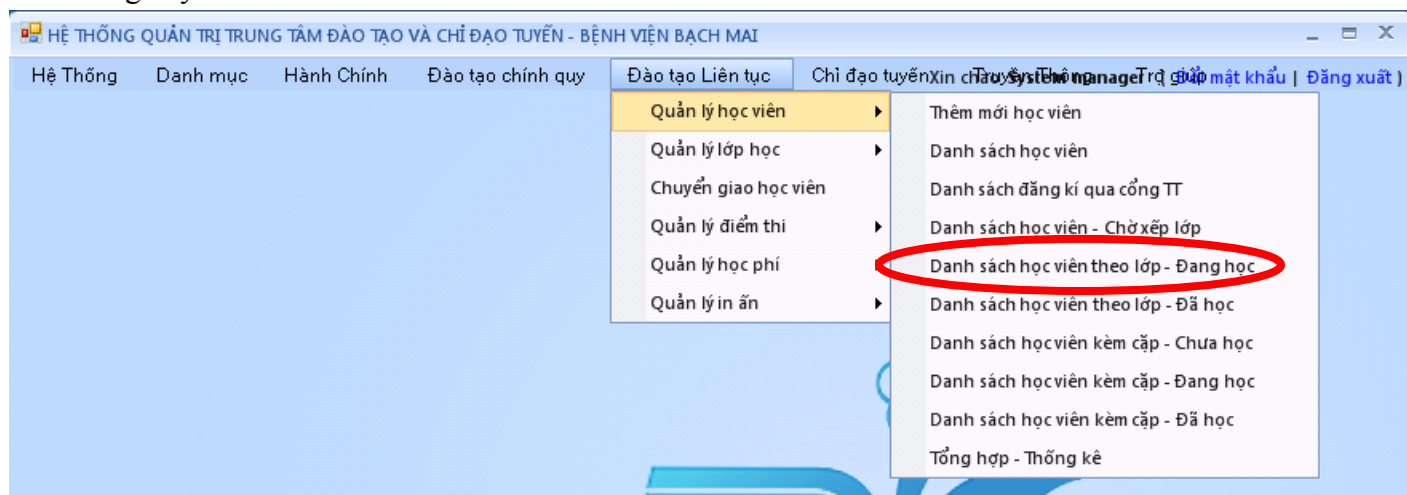 HỆ THỐNG QUẢN TRỊ TRUNG TÂM ĐÀO TẠO VÀ CHỈ ĐẠO TUYẾN - BỆNH VIỆN BẠCH MAI
Hệ Thống Danh mục Hành Chính Đào tạo chính quy Đào tạo Liên tục Chỉ đạo tuyến Xin chào System manager Trợ giúp mật khẩu | Đăng xuất )
Quản lý học viên
Quản lý lớp học
Chuyển giao học viên
Quản lý điểm thi
Quản lý học phí
Quản lý in ấn
Thêm mới học viên
Danh sách học viên
Danh sách đăng kí qua cổng TT
Danh sách học viên - Chờ xếp lớp
Danh sách học viên theo lớp - Đang học
Danh sách học viên theo lớp - Đã học
Danh sách học viên kèm cặp - Chưa học
Danh sách học viên kèm cặp - Đang học
Danh sách học viên kèm cặp - Đã học
Tổng hợp - Thống kê